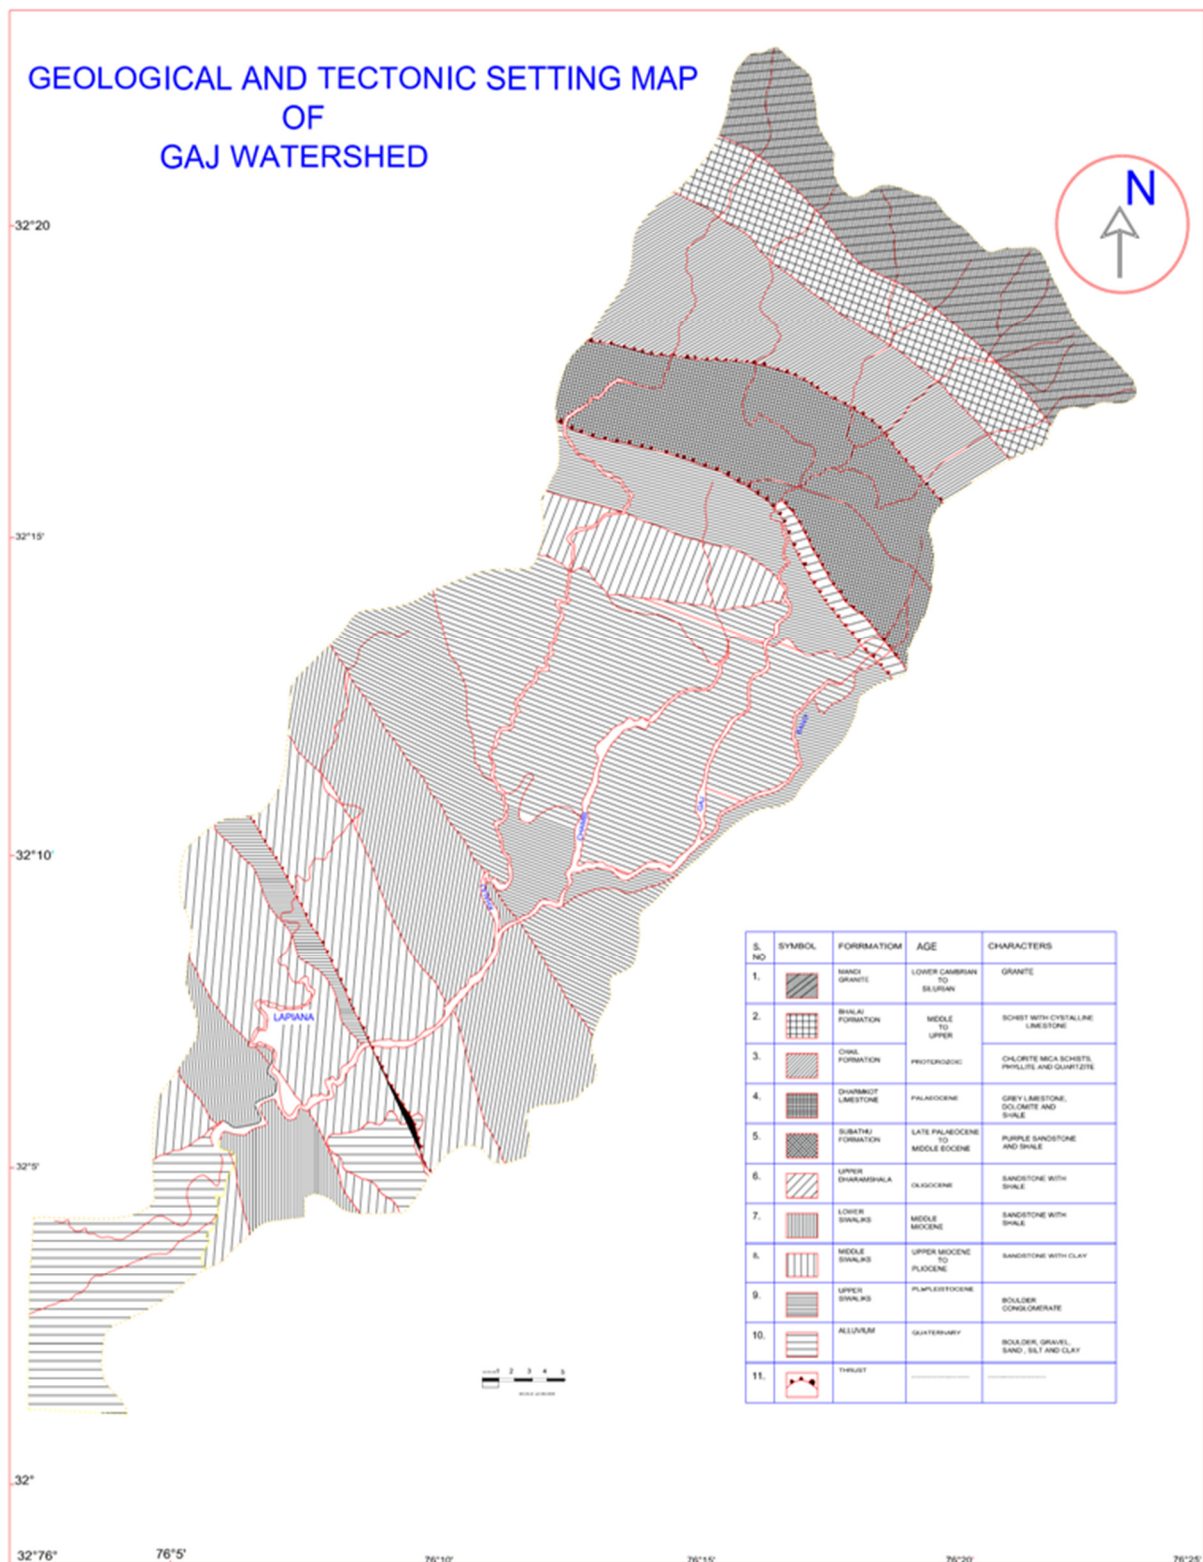 GEOLOGICAL AND TECTONIC SETTING MAP
OF
GAJ WATERSHED
N
32°20
32°15'
32°10'
32°5'
32°
32°76°
76°5'
76°10'
76°15'
76°20'
76°25'
BANDI
GAJ
CHAMBI
LAPIANA
1 2 3 4 5
S. NO SYMBOL FORRMATIOM AGE CHARACTERS
1. MANDI GRANITE LOWER CAMBRIAN TO SILURIAN GRANITE
2. BHALAI FORMATION MIDDLE TO UPPER SCHIST WITH CYSTALLINE LIMESTONE
3. CHAIL FORMATION PROTEROZOIC CHLORITE MICA SCHISTS, PHYLLITE AND QUARTZITE
4. DHARMKOT LIMESTONE PALAEOCENE GREY LIMESTONE, DOLOMITE AND SHALE
5. SUBATHU FORMATION LATE PALAEOCENE TO MIDDLE EOCENE PURPLE SANDSTONE AND SHALE
6. UPPER DHARAMSHALA OLIGOCENE SANDSTONE WITH SHALE
7. LOWER SIWALIKS MIDDLE MIOCENE SANDSTONE WITH SHALE
8. MIDDLE SIWALIKS UPPER MIOCENE TO PLIOCENE SANDSTONE WITH CLAY
9. UPPER SIWALIKS BOULDER CONGLOMERATE
10. ALLUVIUM QUATERNARY BOULDER, GRAVEL, SAND , SILT AND CLAY
11. THRUST